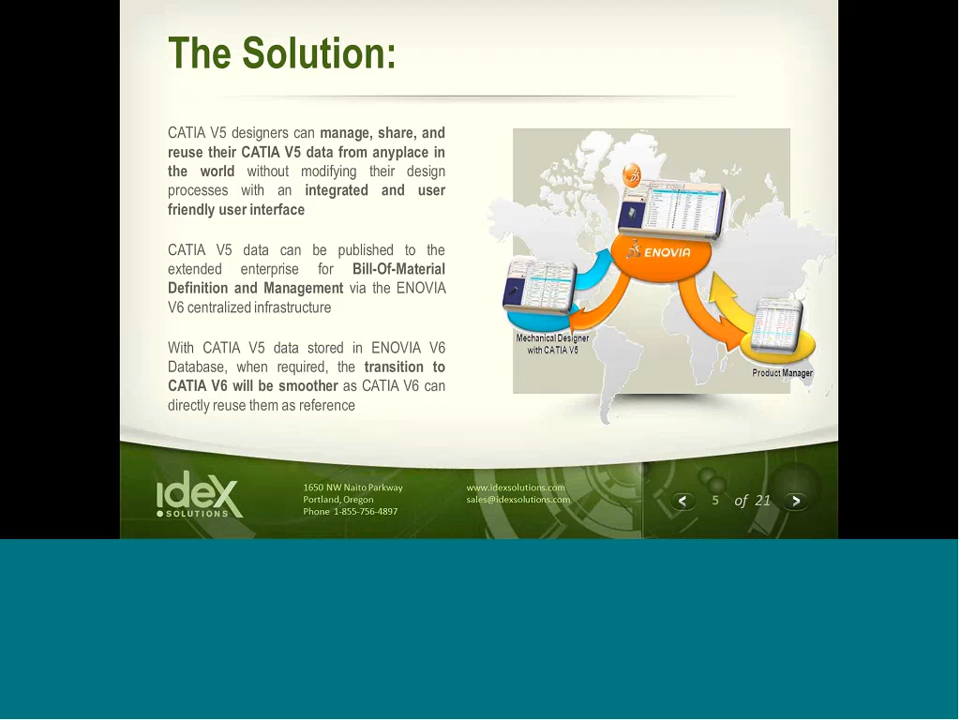 The Solution:
CATIA V5 designers can manage, share, and
reuse their CATIA V5 data from anyplace in
the world without modifying their design
processes with an integrated and user
friendly user interface
CATIA V5 data can be published to the
extended enterprise for Bill-Of-Material
Definition and Management via the ENOVIA
V6 centralized infrastructure
With CATIA V5 data stored in ENOVIA V6
Database, when required, the transition to
CATIA V6 will be smoother as CATIA V6 can
directly reuse them as reference
ENOVIA
Mechanical Designer
with CATIA V5
Product Manager
ideX
SOLUTIONS
1650 NW Naito Parkway
Portland, Oregon
Phone 1-855-756-4897
www.idexsolutions.com
sales@idexsolutions.com
< 5 of 21 >